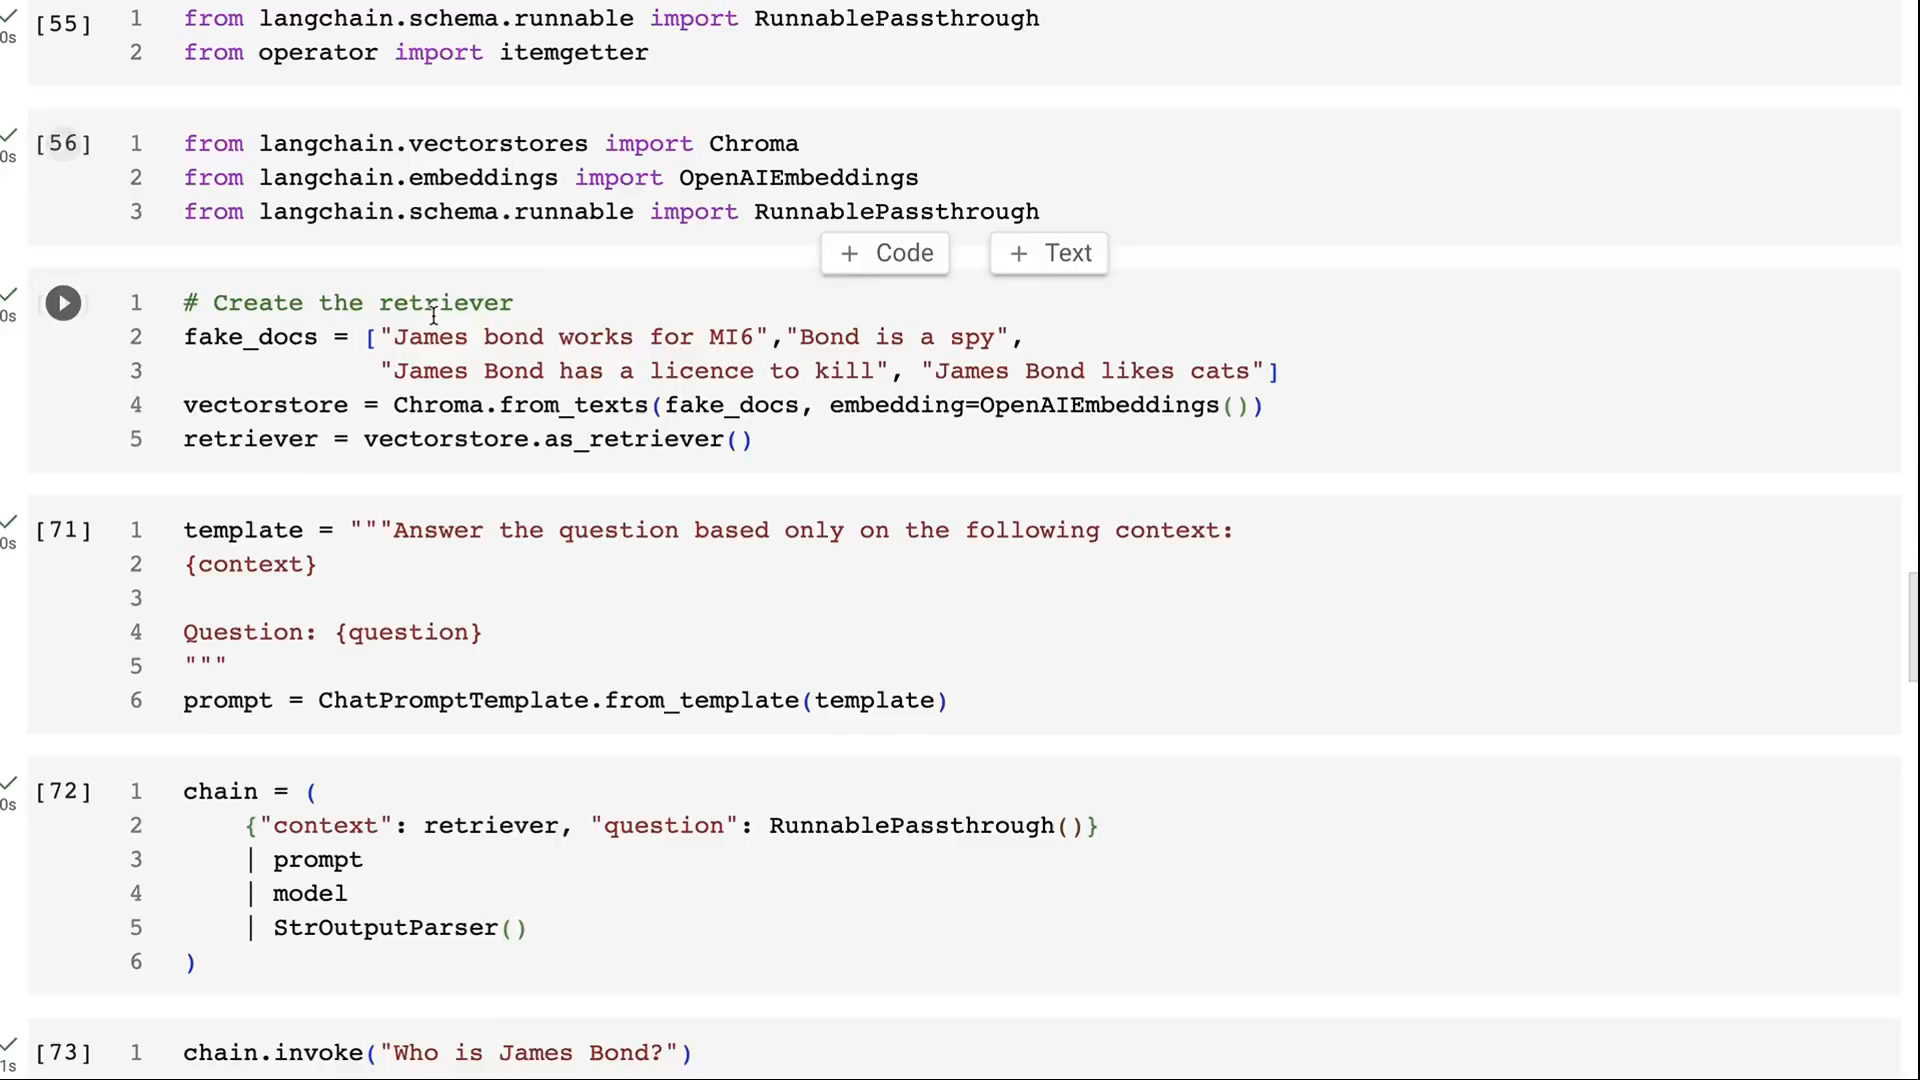 [55] 1 from langchain.schema.runnable import RunnablePassthrough
0s 2 from operator import itemgetter
[56] 1 from langchain.vectorstores import Chroma
0s 2 from langchain.embeddings import OpenAIEmbeddings
3 from langchain.schema.runnable import RunnablePassthrough
+ Code + Text
1 # Create the retriever
0s 2 fake_docs = ["James bond works for MI6","Bond is a spy",
3 "James Bond has a licence to kill", "James Bond likes cats"]
4 vectorstore = Chroma.from_texts(fake_docs, embedding=OpenAIEmbeddings())
5 retriever = vectorstore.as_retriever()
[71] 1 template = """Answer the question based only on the following context:
0s 2 {context}
3
4 Question: {question}
5 """
6 prompt = ChatPromptTemplate.from_template(template)
[72] 1 chain = (
0s 2 {"context": retriever, "question": RunnablePassthrough()}
3 | prompt
4 | model
5 | StrOutputParser()
6 )
[73] 1 chain.invoke("Who is James Bond?")
1s